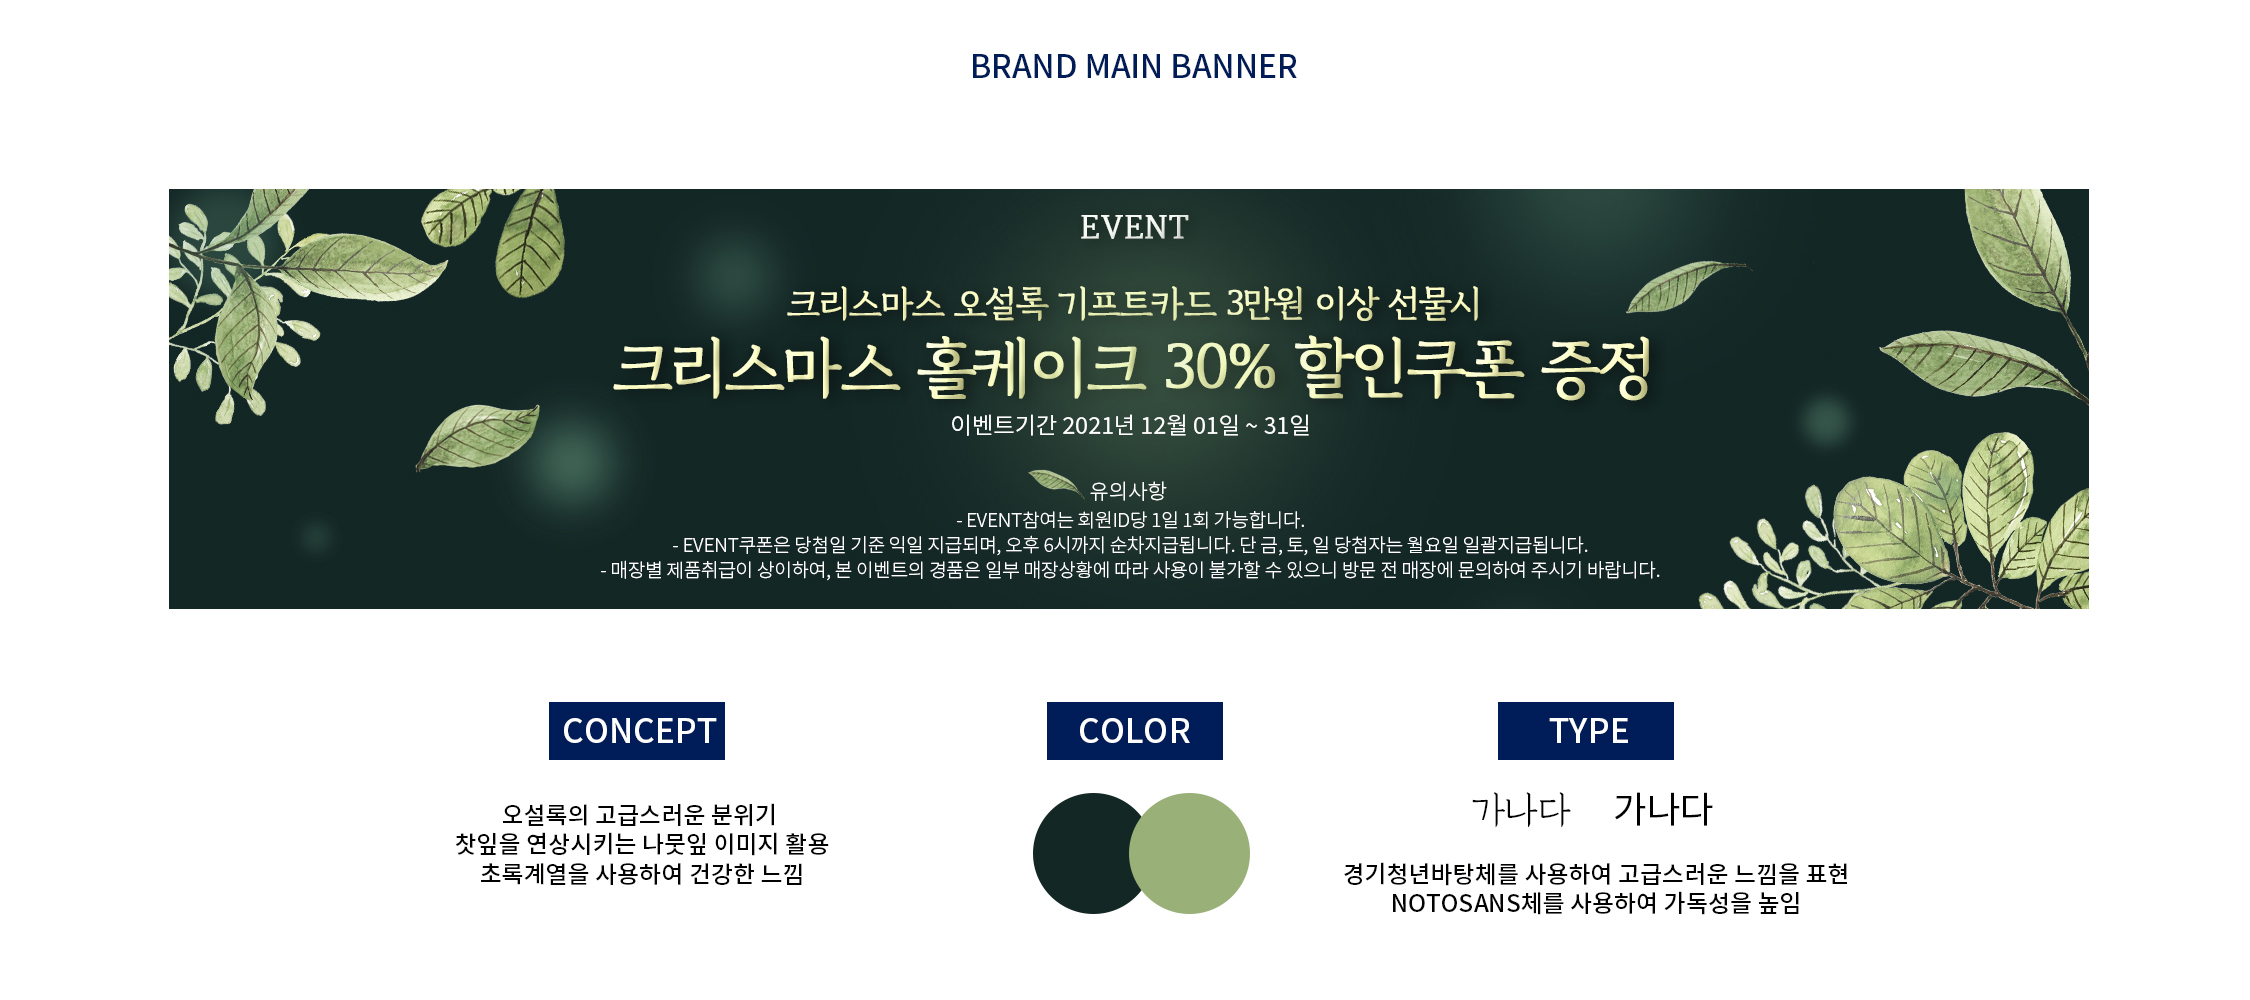 BRAND MAIN BANNER
EVENT
크리스마스 오설록 기프트카드 3만원 이상 선물시
크리스마스 홀케이크 30% 할인쿠폰 증정
이벤트기간 2021년 12월 01일 ~ 31일
유의사항
- EVENT참여는 회원ID당 1일 1회 가능합니다.
- EVENT쿠폰은 당첨일 기준 익일 지급되며, 오후 6시까지 순차지급됩니다. 단 금, 토, 일 당첨자는 월요일 일괄지급됩니다.
- 매장별 제품취급이 상이하여, 본 이벤트의 경품은 일부 매장상황에 따라 사용이 불가할 수 있으니 방문 전 매장에 문의하여 주시기 바랍니다.
CONCEPT
오설록의 고급스러운 분위기
찻잎을 연상시키는 나뭇잎 이미지 활용
초록계열을 사용하여 건강한 느낌
COLOR
TYPE
가나다 가나다
경기청년바탕체를 사용하여 고급스러운 느낌을 표현
NOTOSANS체를 사용하여 가독성을 높임